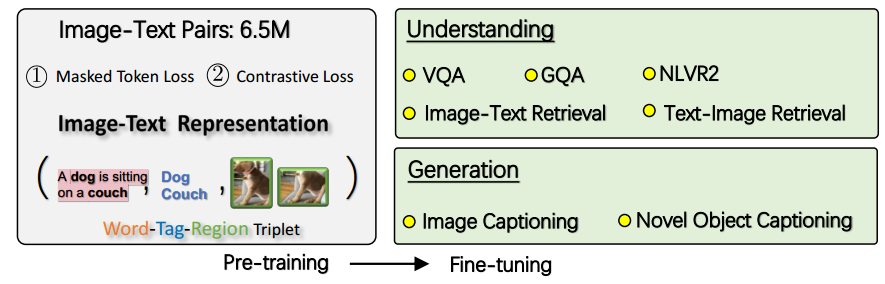 Image-Text Pairs: 6.5M
① Masked Token Loss ② Contrastive Loss
Image-Text Representation
( A dog is sitting on a couch , Dog Couch , )
Word-Tag-Region Triplet
Understanding
VQA GQA NLVR2
Image-Text Retrieval Text-Image Retrieval
Generation
Image Captioning Novel Object Captioning
Pre-training Fine-tuning